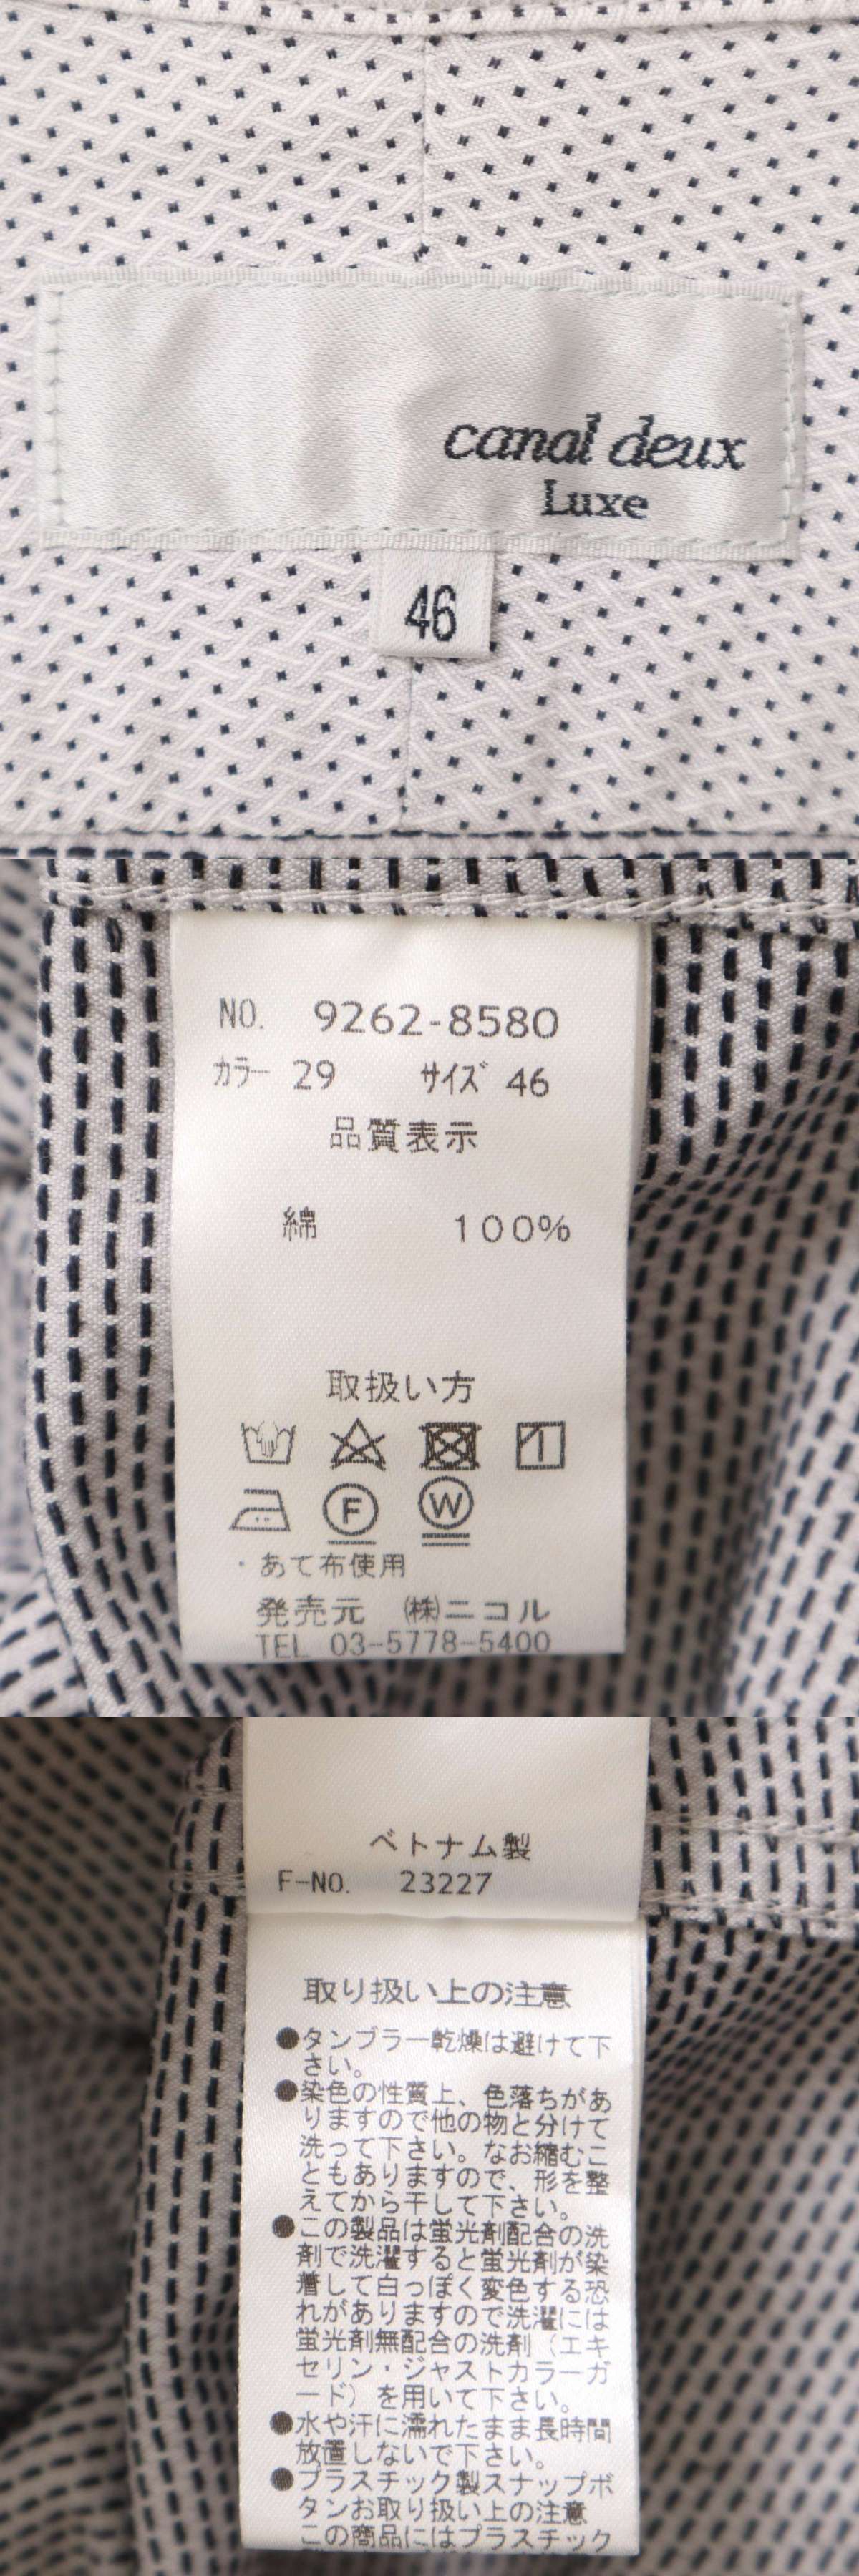 canal deux
Luxe
46
NO. 9262-8580
カラー 29 サイズ 46
品質表示
綿 100%
取扱い方
F W
・あて布使用
発売元 ㈱ニコル
TEL 03-5778-5400
ベトナム製
F-NO. 23227
取り扱い上の注意
●タンブラー乾燥は避けて下
さい。
●染色の性質上、色落ちがあ
りますので他の物と分けて
洗って下さい。なお縮むこ
ともありますので、形を整
えてから干して下さい。
●この製品は蛍光剤配合の洗
剤で洗濯すると蛍光剤が染
着して白っぽく変色する恐
れがありますので洗濯には
蛍光剤無配合の洗剤（エキ
セリン・ジャストカラーガ
ード）を用いて下さい。
●水や汗に濡れたまま長時間
放置しないで下さい。
●プラスチック製スナップボ
タンお取り扱い上の注意
この商品にはプラスチック